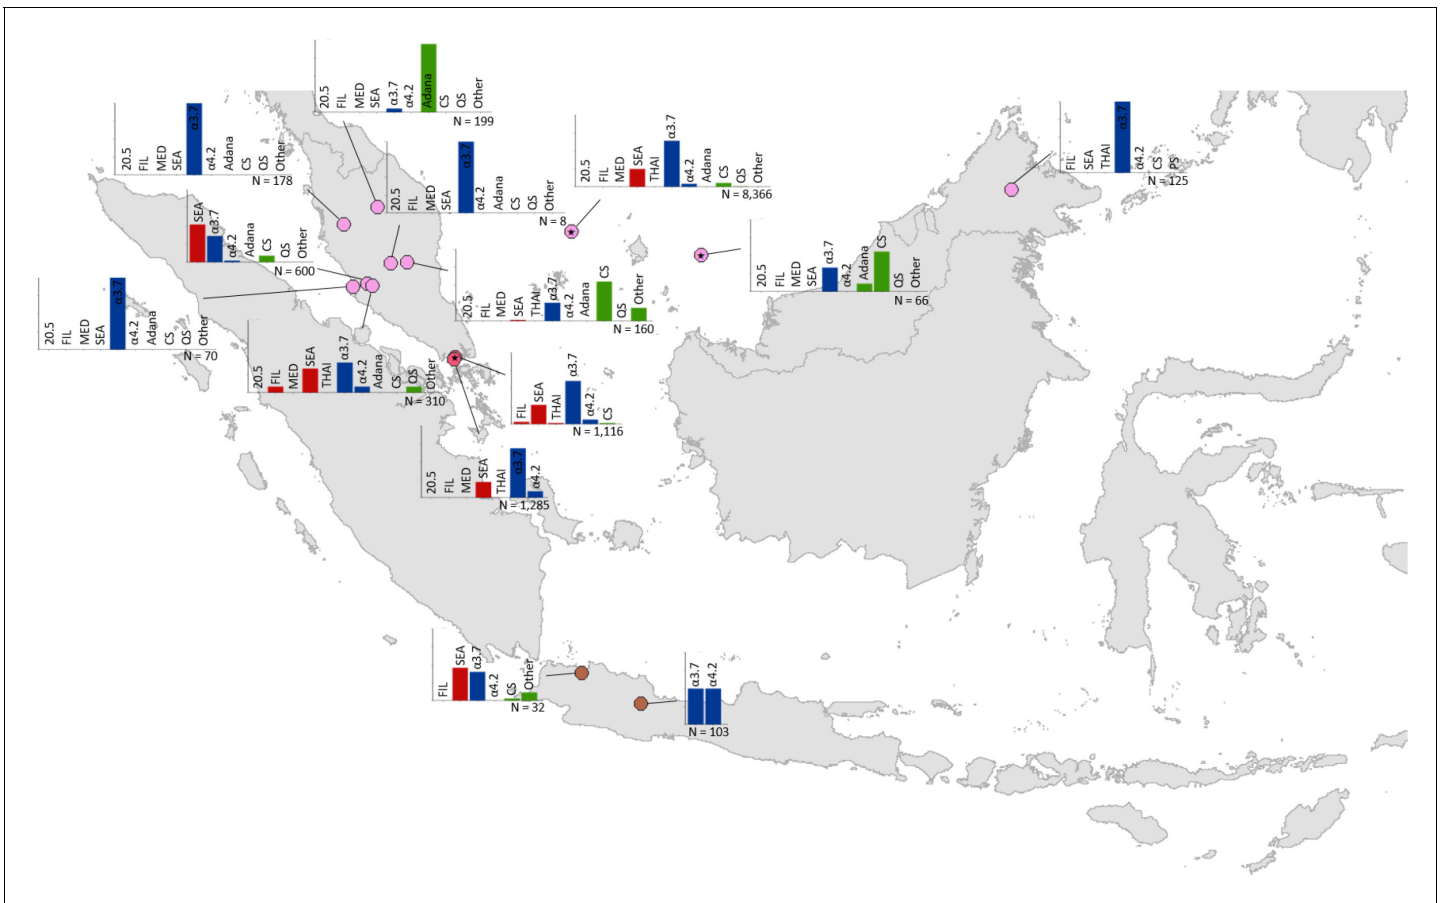 20.5 FIL MED SEA α3.7 α4.2 Adana CS QS Other
N = 199
20.5 FIL MED SEA α3.7 α4.2 Adana CS QS Other
N = 178
20.5 FIL MED SEA α3.7 α4.2 Adana CS QS Other
N = 8
20.5 FIL MED SEA THAI α3.7 α4.2 Adana CS QS Other
N = 8,366
FIL SEA THAI α3.7 α4.2 CS PS
N = 125
SEA α3.7 α4.2 Adana CS QS Other
N = 600
20.5 FIL MED SEA THAI α3.7 α4.2 Adana CS QS Other
N = 160
20.5 FIL MED SEA α3.7 α4.2 Adana CS QS Other
N = 66
20.5 FIL MED SEA α3.7 α4.2 Adana CS QS Other
N = 70
20.5 FIL MED SEA THAI α3.7 α4.2 Adana CS QS Other
N = 310
FIL SEA THAI α3.7 α4.2 CS
N = 1,116
20.5 FIL MED SEA THAI α3.7 α4.2
N = 1,285
FIL SEA α3.7 α4.2 CS Other
N = 32
α3.7 α4.2
N = 103